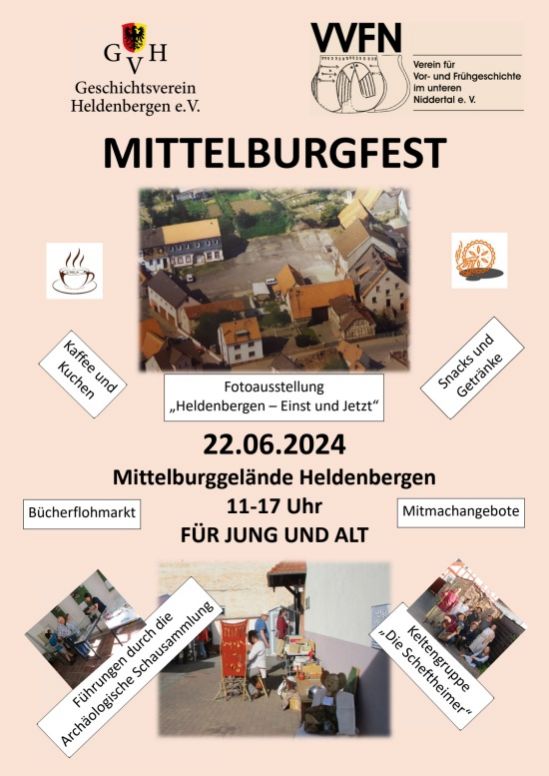 G V H
Geschichtsverein
Heldenbergen e.V.
VVFN
Verein für
Vor- und Frühgeschichte
im unteren
Niddertal e. V.
MITTELBURGFEST
Kaffee und
Kuchen
Snacks und
Getränke
Fotoausstellung
„Heldenbergen – Einst und Jetzt“
22.06.2024
Mittelburggelände Heldenbergen
11-17 Uhr
FÜR JUNG UND ALT
Bücherflohmarkt
Mitmachangebote
Führungen durch die
Archäologische Schausammlung
Keltengruppe
„Die Scheftheimer“